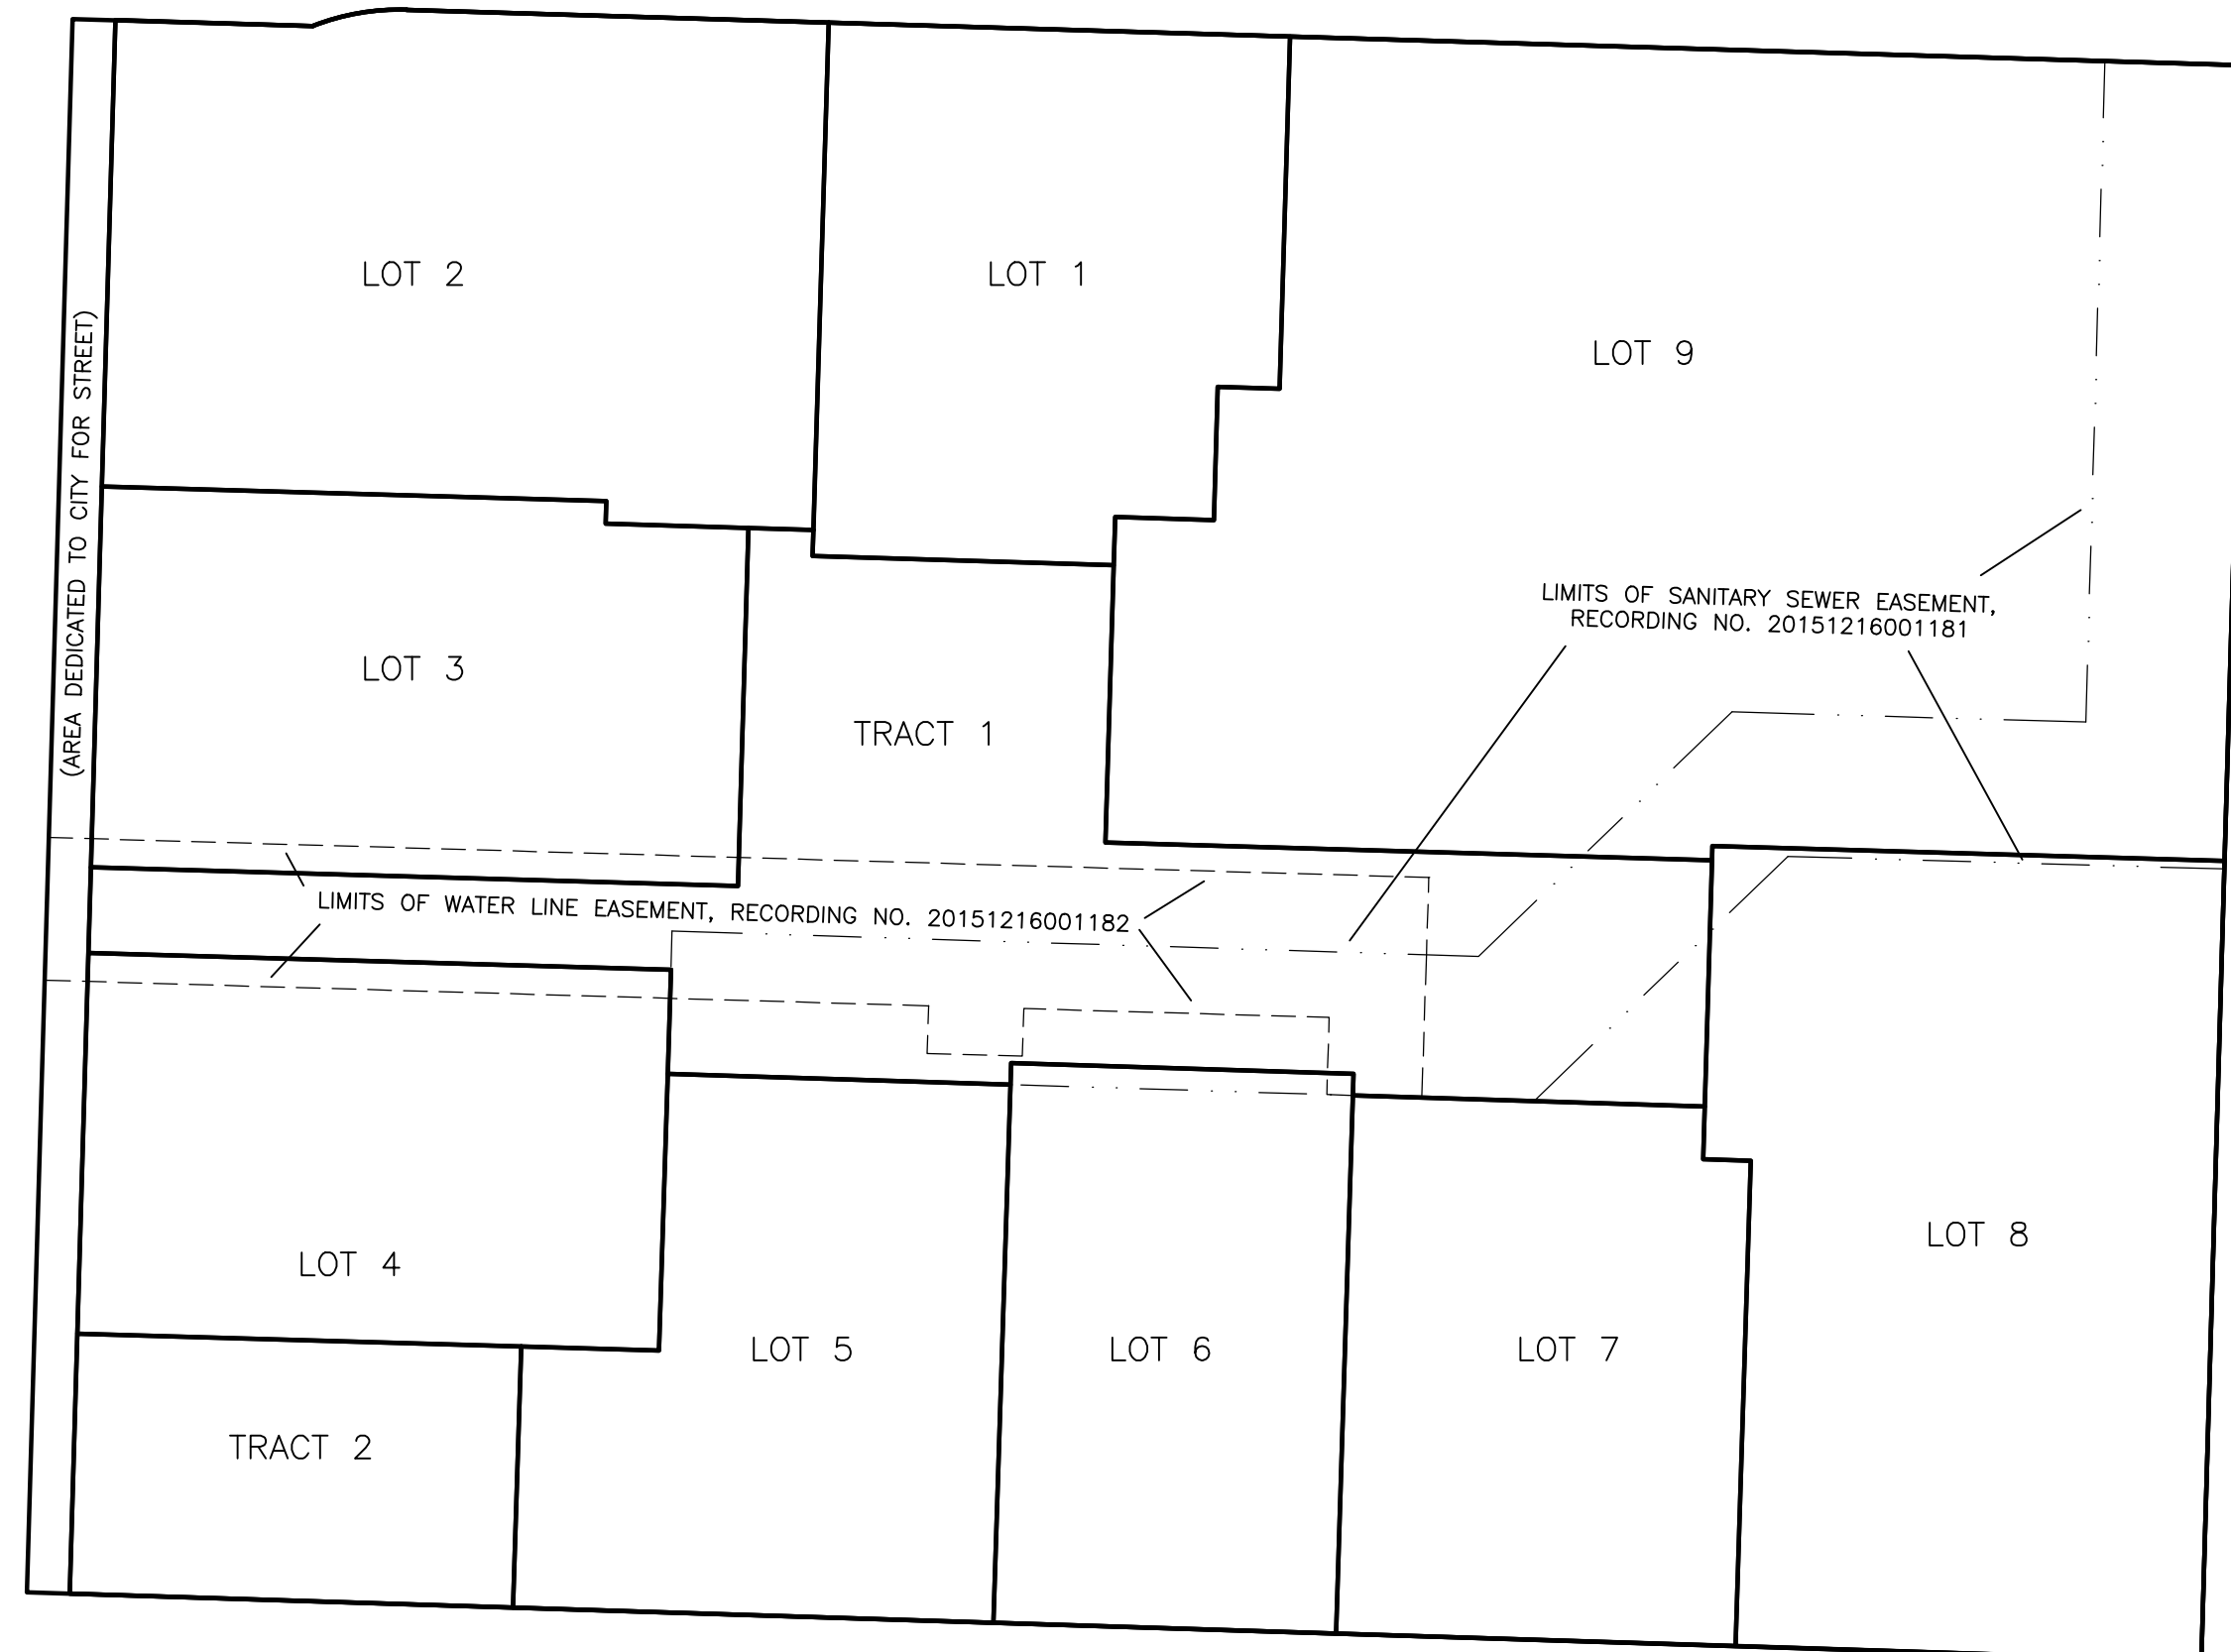 LOT 2
LOT 1
LOT 9
(AREA DEDICATED TO CITY FOR STREET)
LIMITS OF SANITARY SEWER EASEMENT,
RECORDING NO. 20151216001181
LOT 3
TRACT 1
LIMITS OF WATER LINE EASEMENT, RECORDING NO. 20151216001182
LOT 8
LOT 4
LOT 5
LOT 6
LOT 7
TRACT 2